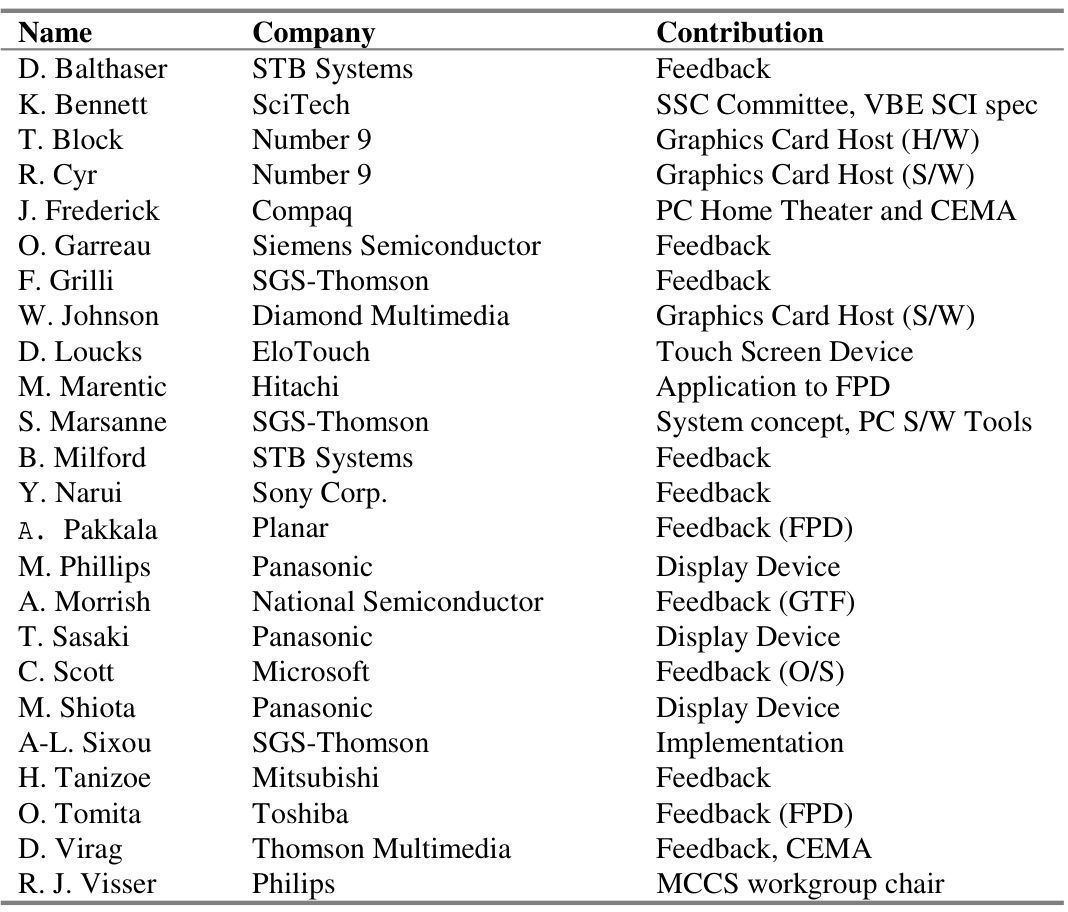 Name Company Contribution
D. Balthaser STB Systems Feedback
K. Bennett SciTech SSC Committee, VBE SCI spec
T. Block Number 9 Graphics Card Host (H/W)
R. Cyr Number 9 Graphics Card Host (S/W)
J. Frederick Compaq PC Home Theater and CEMA
O. Garreau Siemens Semiconductor Feedback
F. Grilli SGS-Thomson Feedback
W. Johnson Diamond Multimedia Graphics Card Host (S/W)
D. Loucks EloTouch Touch Screen Device
M. Marentic Hitachi Application to FPD
S. Marsanne SGS-Thomson System concept, PC S/W Tools
B. Milford STB Systems Feedback
Y. Narui Sony Corp. Feedback
A. Pakkala Planar Feedback (FPD)
M. Phillips Panasonic Display Device
A. Morrish National Semiconductor Feedback (GTF)
T. Sasaki Panasonic Display Device
C. Scott Microsoft Feedback (O/S)
M. Shiota Panasonic Display Device
A-L. Sixou SGS-Thomson Implementation
H. Tanizoe Mitsubishi Feedback
O. Tomita Toshiba Feedback (FPD)
D. Virag Thomson Multimedia Feedback, CEMA
R. J. Visser Philips MCCS workgroup chair